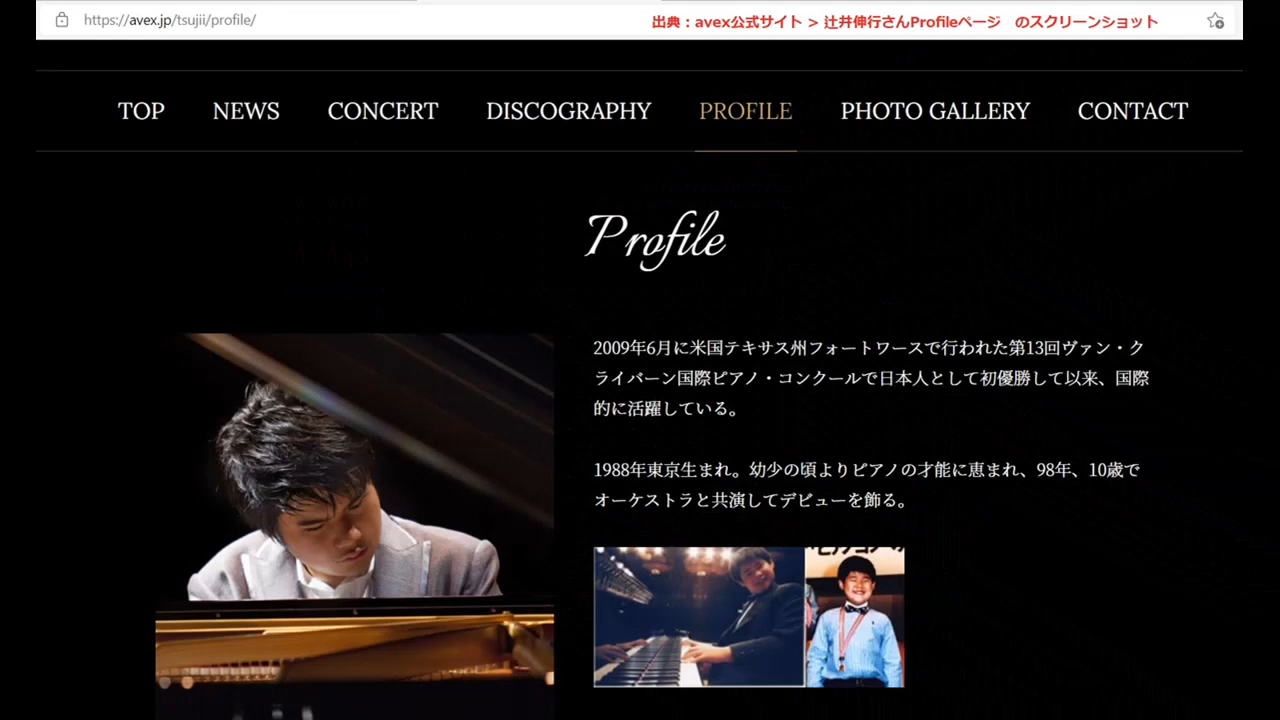 https://avex.jp/tsujii/profile/
出典：avex公式サイト > 辻井伸行さんProfileページ　のスクリーンショット
TOP NEWS CONCERT DISCOGRAPHY PROFILE PHOTO GALLERY CONTACT
Profile
2009年6月に米国テキサス州フォートワースで行われた第13回ヴァン・ク
ライバーン国際ピアノ・コンクールで日本人として初優勝して以来、国際
的に活躍している。
1988年東京生まれ。幼少の頃よりピアノの才能に恵まれ、98年、10歳で
オーケストラと共演してデビューを飾る。